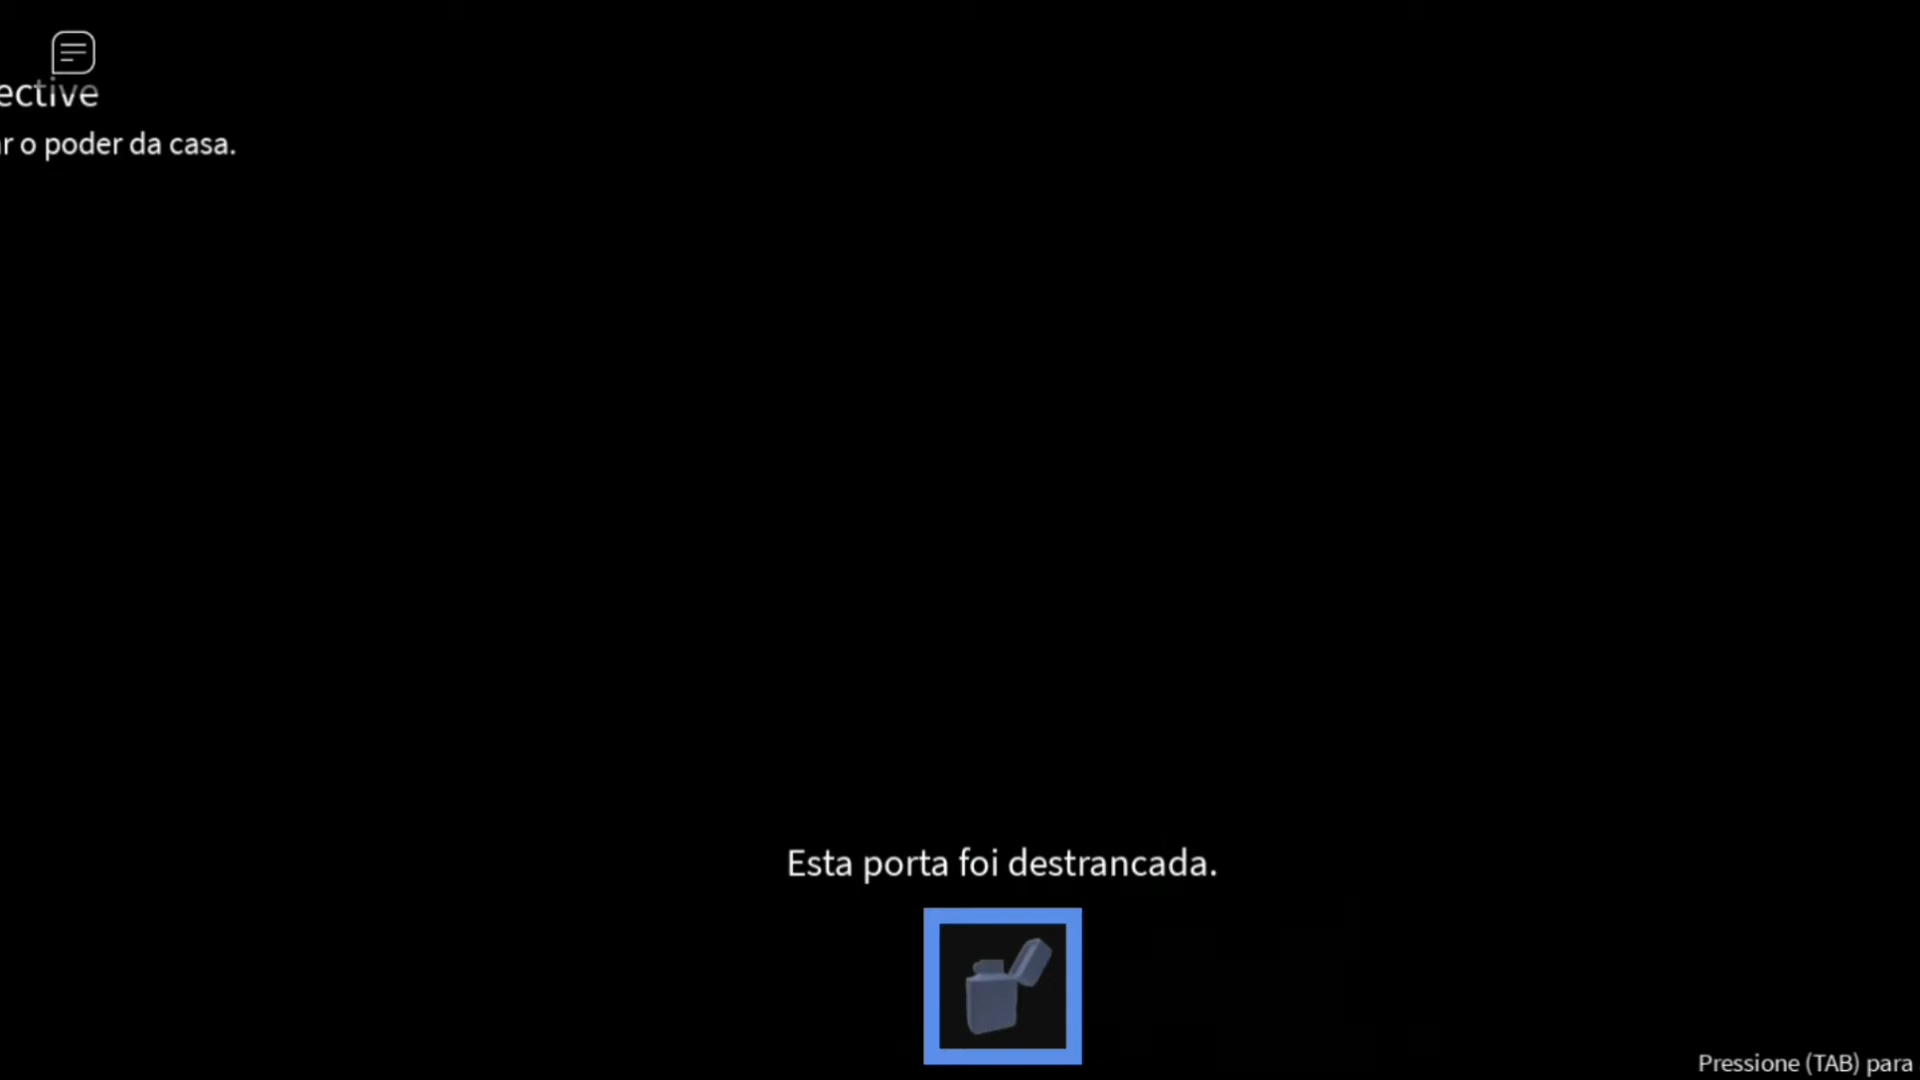 ective
r o poder da casa.
Esta porta foi destrancada.
Pressione (TAB) para